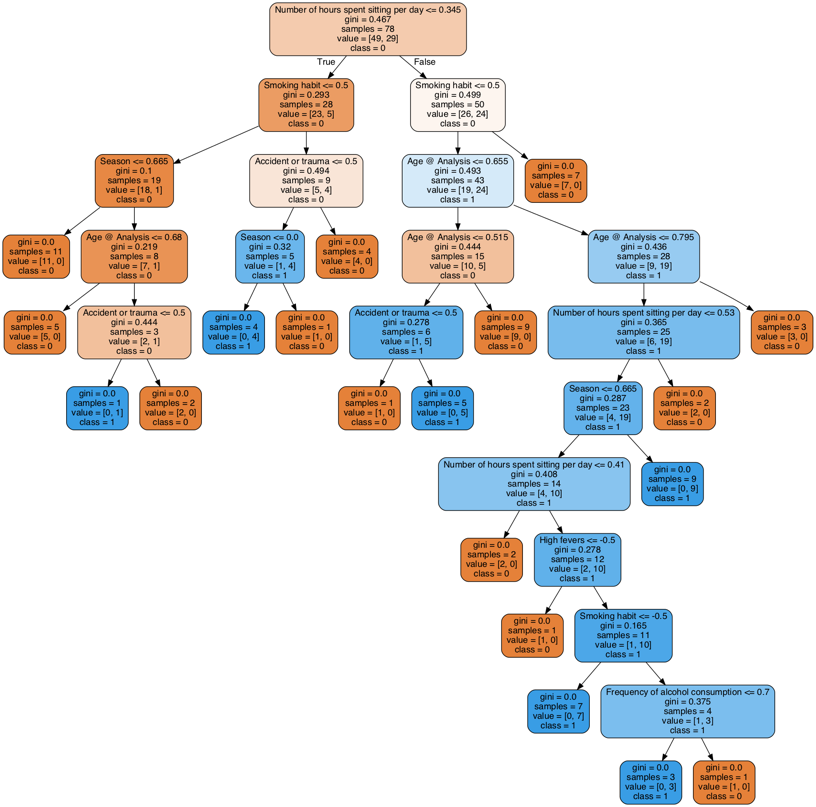 Number of hours spent sitting per day <= 0.345
gini = 0.467
samples = 78
value = [49, 29]
class = 0
True
False
Smoking habit <= 0.5
gini = 0.293
samples = 28
value = [23, 5]
class = 0
Smoking habit <= 0.5
gini = 0.499
samples = 50
value = [26, 24]
class = 0
Season <= 0.665
gini = 0.1
samples = 19
value = [18, 1]
class = 0
Accident or trauma <= 0.5
gini = 0.494
samples = 9
value = [5, 4]
class = 0
Age @ Analysis <= 0.655
gini = 0.493
samples = 43
value = [19, 24]
class = 1
gini = 0.0
samples = 7
value = [7, 0]
class = 0
gini = 0.0
samples = 11
value = [11, 0]
class = 0
Age @ Analysis <= 0.68
gini = 0.219
samples = 8
value = [7, 1]
class = 0
Season <= 0.0
gini = 0.32
samples = 5
value = [1, 4]
class = 1
gini = 0.0
samples = 4
value = [4, 0]
class = 0
Age @ Analysis <= 0.515
gini = 0.444
samples = 15
value = [10, 5]
class = 0
Age @ Analysis <= 0.795
gini = 0.436
samples = 28
value = [9, 19]
class = 1
gini = 0.0
samples = 5
value = [5, 0]
class = 0
Accident or trauma <= 0.5
gini = 0.444
samples = 3
value = [2, 1]
class = 0
gini = 0.0
samples = 4
value = [0, 4]
class = 1
gini = 0.0
samples = 1
value = [1, 0]
class = 0
Accident or trauma <= 0.5
gini = 0.278
samples = 6
value = [1, 5]
class = 1
gini = 0.0
samples = 9
value = [9, 0]
class = 0
Number of hours spent sitting per day <= 0.53
gini = 0.365
samples = 25
value = [6, 19]
class = 1
gini = 0.0
samples = 3
value = [3, 0]
class = 0
gini = 0.0
samples = 1
value = [0, 1]
class = 1
gini = 0.0
samples = 2
value = [2, 0]
class = 0
gini = 0.0
samples = 1
value = [1, 0]
class = 0
gini = 0.0
samples = 5
value = [0, 5]
class = 1
Season <= 0.665
gini = 0.287
samples = 23
value = [4, 19]
class = 1
gini = 0.0
samples = 2
value = [2, 0]
class = 0
Number of hours spent sitting per day <= 0.41
gini = 0.408
samples = 14
value = [4, 10]
class = 1
gini = 0.0
samples = 9
value = [0, 9]
class = 1
gini = 0.0
samples = 2
value = [2, 0]
class = 0
High fevers <= -0.5
gini = 0.278
samples = 12
value = [2, 10]
class = 1
gini = 0.0
samples = 1
value = [1, 0]
class = 0
Smoking habit <= -0.5
gini = 0.165
samples = 11
value = [1, 10]
class = 1
gini = 0.0
samples = 7
value = [0, 7]
class = 1
Frequency of alcohol consumption <= 0.7
gini = 0.375
samples = 4
value = [1, 3]
class = 1
gini = 0.0
samples = 3
value = [0, 3]
class = 1
gini = 0.0
samples = 1
value = [1, 0]
class = 0